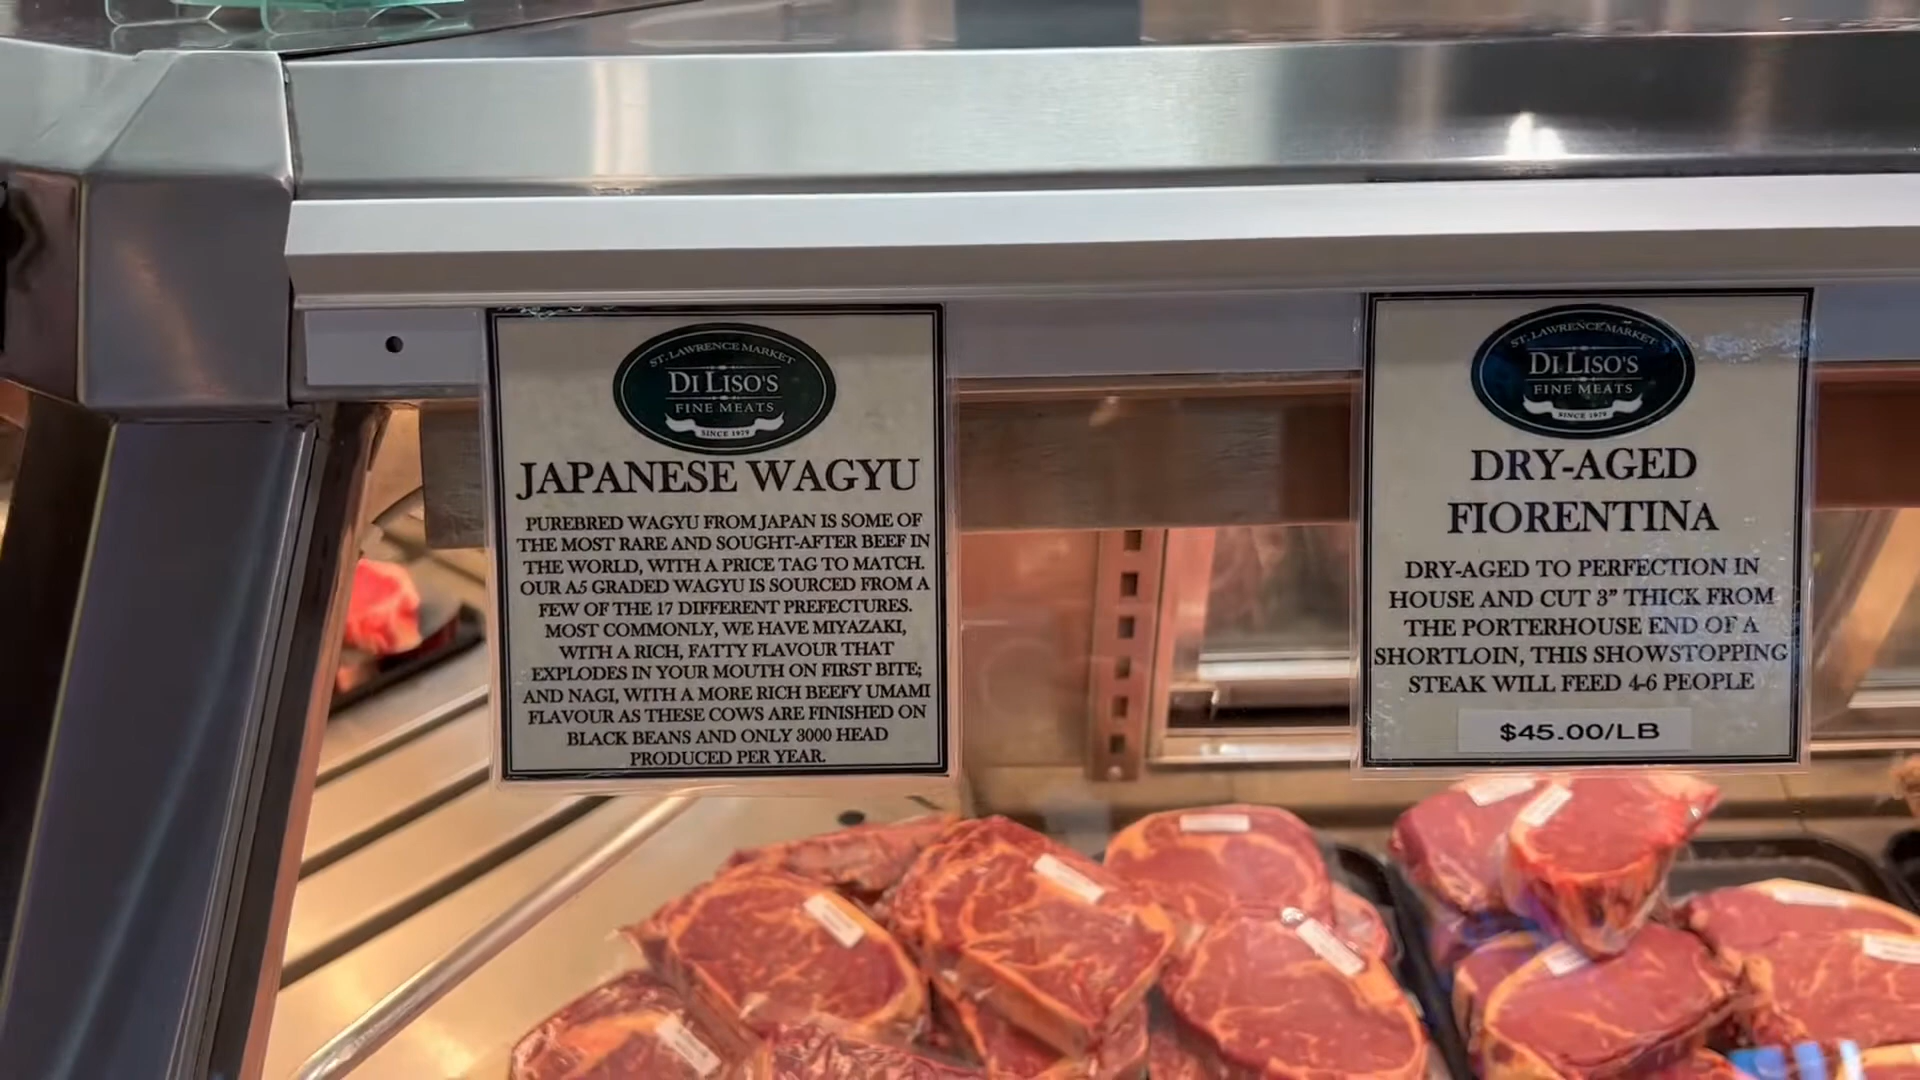 ST. LAWRENCE MARKET
DI LISO'S
FINE MEATS
SINCE 1979
JAPANESE WAGYU
PUREBRED WAGYU FROM JAPAN IS SOME OF
THE MOST RARE AND SOUGHT-AFTER BEEF IN
THE WORLD, WITH A PRICE TAG TO MATCH.
OUR A5 GRADED WAGYU IS SOURCED FROM A
FEW OF THE 17 DIFFERENT PREFECTURES.
MOST COMMONLY, WE HAVE MIYAZAKI,
WITH A RICH, FATTY FLAVOUR THAT
EXPLODES IN YOUR MOUTH ON FIRST BITE;
AND NAGI, WITH A MORE RICH BEEFY UMAMI
FLAVOUR AS THESE COWS ARE FINISHED ON
BLACK BEANS AND ONLY 3000 HEAD
PRODUCED PER YEAR.
ST. LAWRENCE MARKET
DI LISO'S
FINE MEATS
SINCE 1979
DRY-AGED
FIORENTINA
DRY-AGED TO PERFECTION IN
HOUSE AND CUT 3” THICK FROM
THE PORTERHOUSE END OF A
SHORTLOIN, THIS SHOWSTOPPING
STEAK WILL FEED 4-6 PEOPLE
$45.00/LB